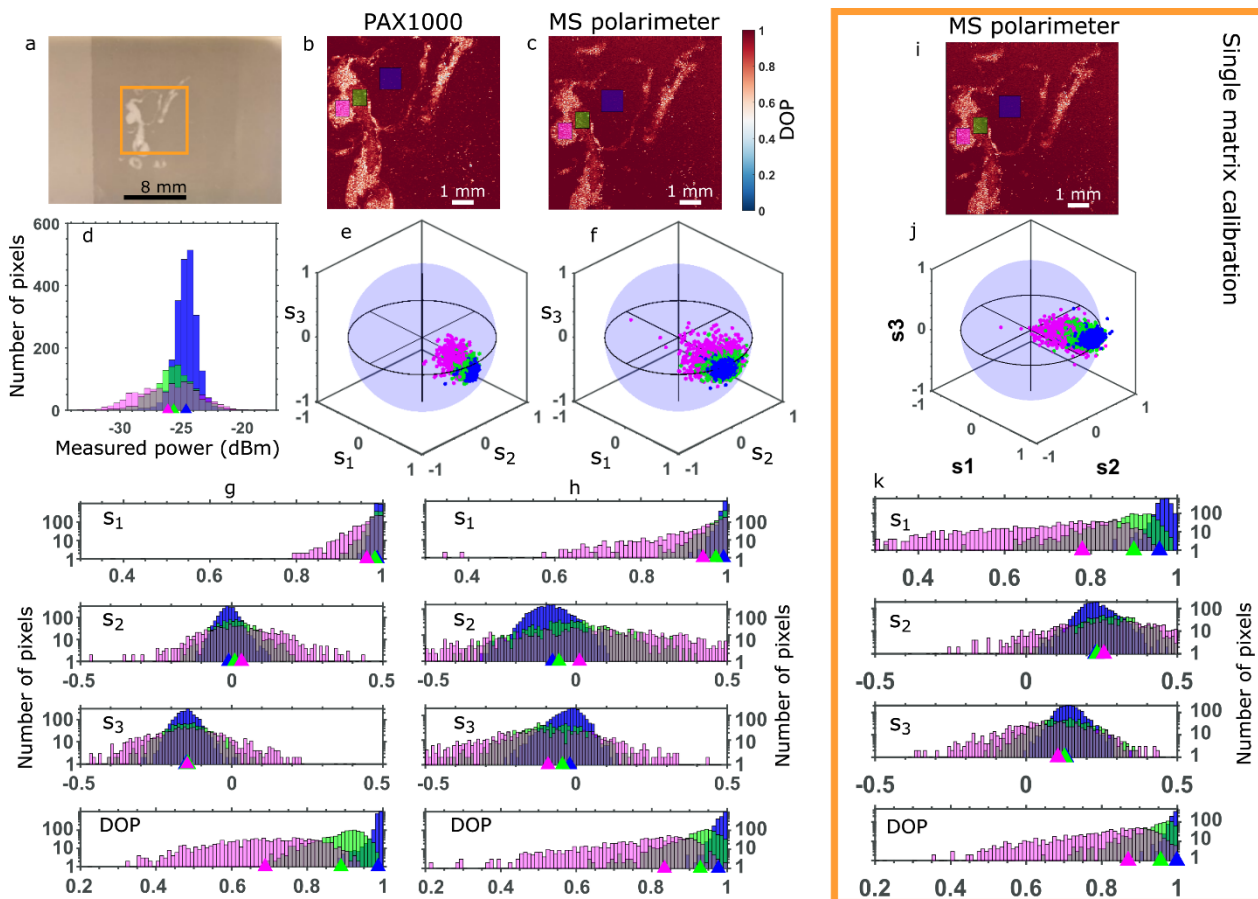 PAX1000
MS polarimeter
MS polarimeter
a
b
c
i
8 mm
1 mm
1 mm
1 mm
1
0.8
0.6
0.4
0.2
0
DOP
Single matrix calibration
d
600
400
200
0
Number of pixels
-30 -25 -20
Measured power (dBm)
e
1
s3
0
-1
-1
0
1
-1
0
1
s1
s2
f
1
s3
0
-1
-1
0
1
-1
0
1
s1
s2
j
1
s3
0
-1
-1
0
1
-1
0
1
s1
s2
g
s1
100
10
1
0.4 0.6 0.8 1
s2
100
10
1
-0.5 0 0.5
s3
100
10
1
-0.5 0 0.5
DOP
100
10
1
0.2 0.4 0.6 0.8 1
Number of pixels
h
s1
100
10
1
0.4 0.6 0.8 1
s2
100
10
1
-0.5 0 0.5
s3
100
10
1
-0.5 0 0.5
DOP
100
10
1
0.2 0.4 0.6 0.8 1
Number of pixels
k
s1
100
10
1
0.4 0.6 0.8 1
s2
100
10
1
-0.5 0 0.5
s3
100
10
1
-0.5 0 0.5
DOP
100
10
1
0.2 0.4 0.6 0.8 1
Number of pixels